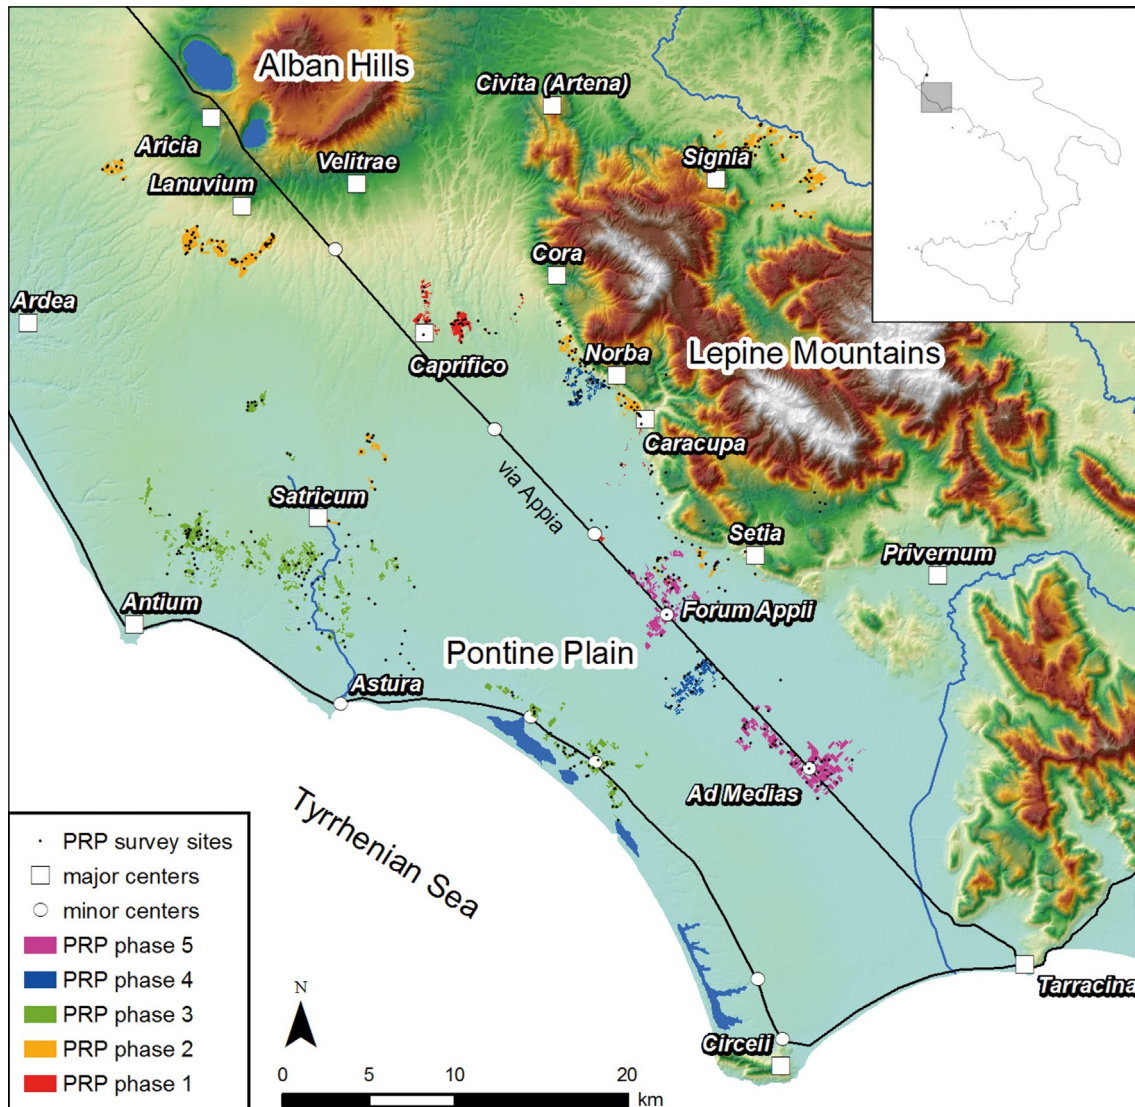 Alban Hills
Civita (Artena)
Aricia
Velitrae
Signia
Lanuvium
Cora
Ardea
Norba
Lepine Mountains
Caprifico
Caracupa
via Appia
Satricum
Setia
Privernum
Antium
Forum Appii
Pontine Plain
Astura
Ad Medias
Tyrrhenian Sea
PRP survey sites
major centers
minor centers
PRP phase 5
PRP phase 4
PRP phase 3
PRP phase 2
PRP phase 1
N
Tarracina
Circeii
0 5 10 20
km